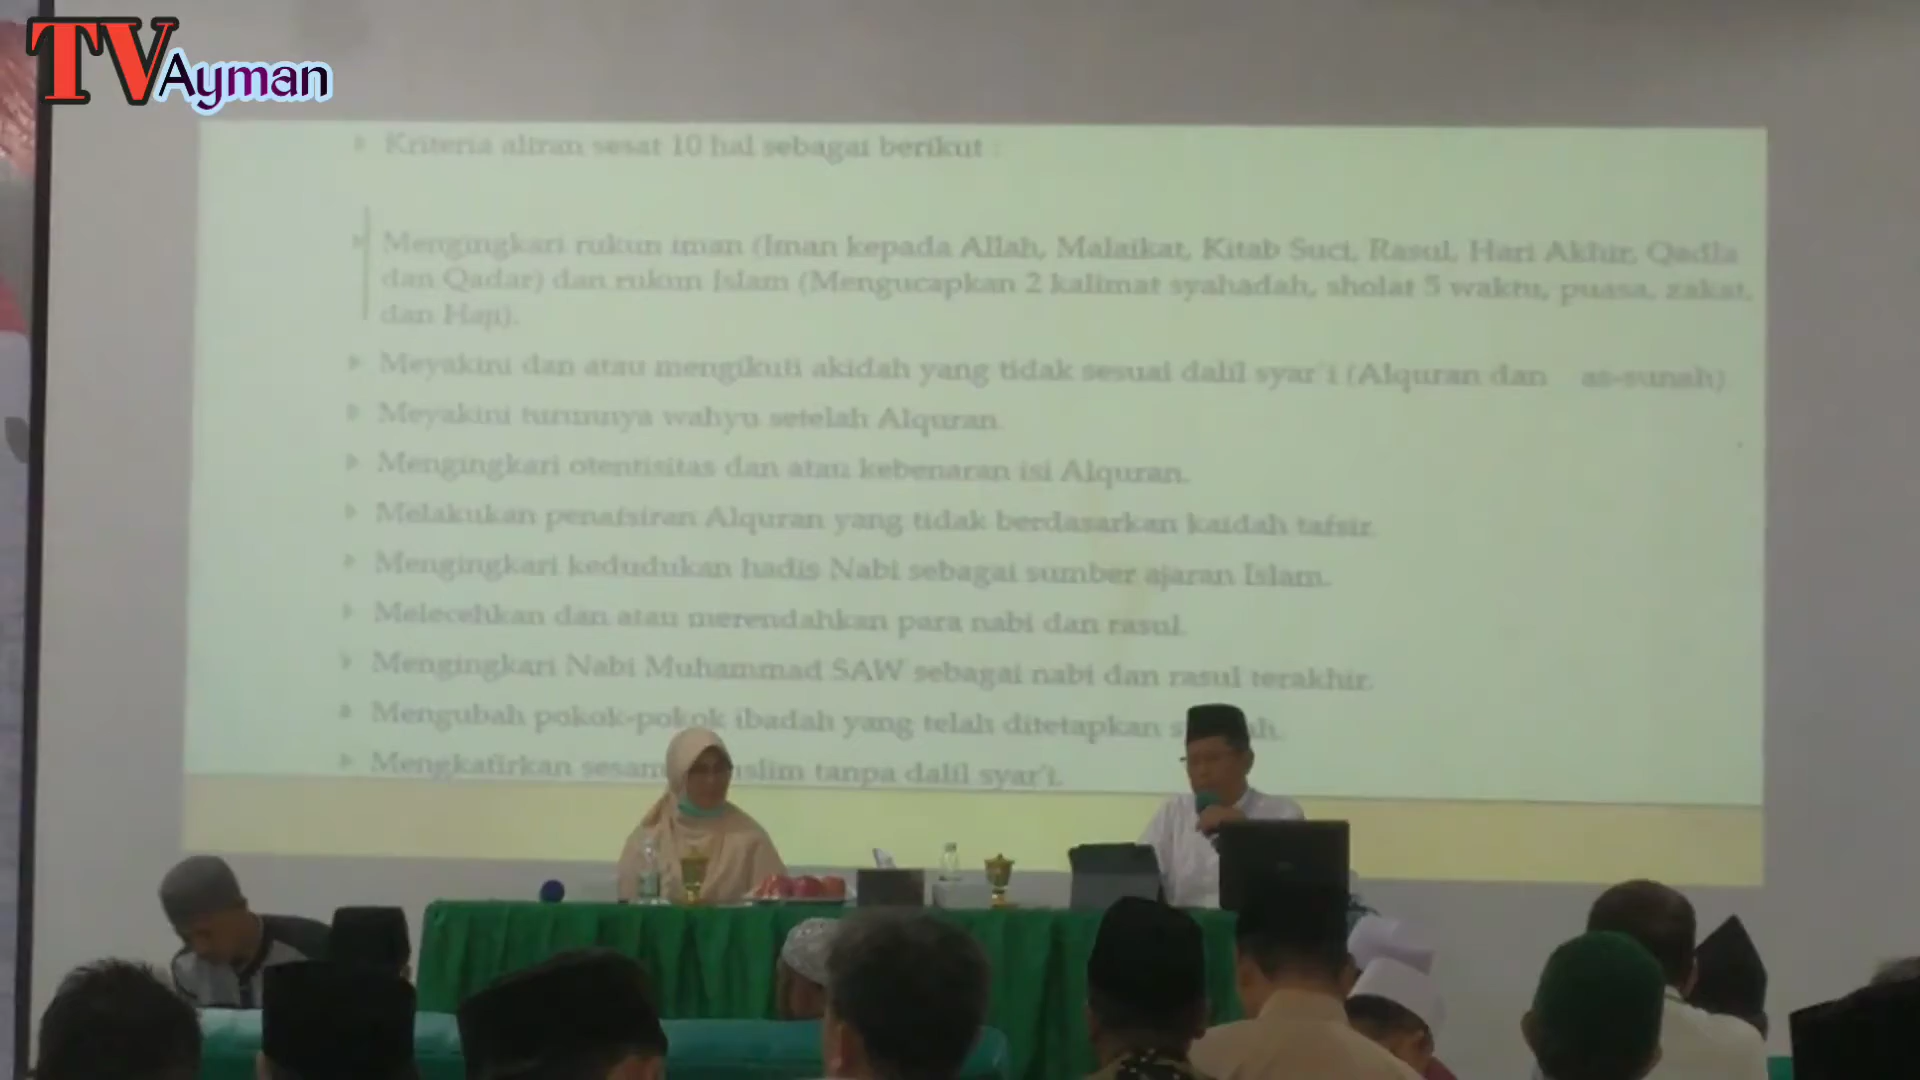 TV Ayman
Kriteria aliran sesat 10 hal sebagai berikut :
Mengingkari rukun iman (Iman kepada Allah, Malaikat, Kitab Suci, Rasul, Hari Akhir, Qadla
dan Qadar) dan rukun Islam (Mengucapkan 2 kalimat syahadah, sholat 5 waktu, puasa, zakat,
dan Haji).
Meyakini dan atau mengikuti akidah yang tidak sesuai dalil syar'i (Alquran dan as-sunah)
Meyakini turunnya wahyu setelah Alquran.
Mengingkari otentisitas dan atau kebenaran isi Alquran.
Melakukan penafsiran Alquran yang tidak berdasarkan kaidah tafsir.
Mengingkari kedudukan hadis Nabi sebagai sumber ajaran Islam.
Melecehkan dan atau merendahkan para nabi dan rasul.
Mengingkari Nabi Muhammad SAW sebagai nabi dan rasul terakhir.
Mengubah pokok-pokok ibadah yang telah ditetapkan
Mengkafirkan tanpa dalil syar'i.